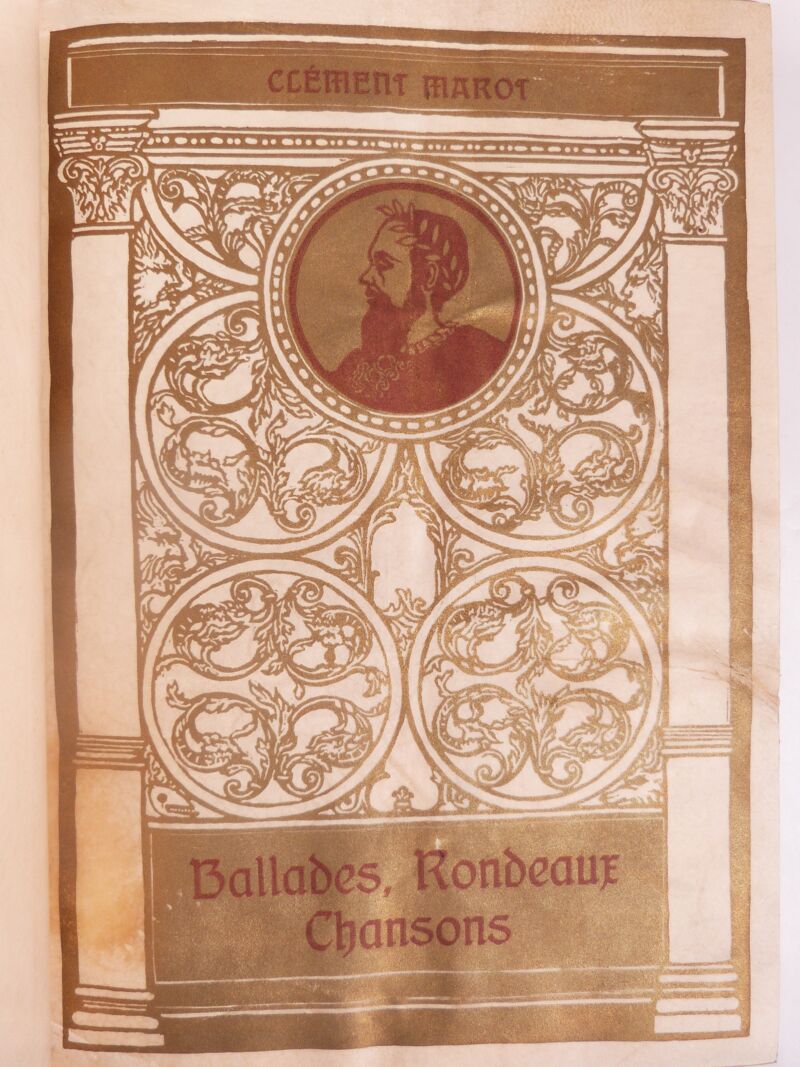 CLÉMENT MAROT
Ballades, Rondeaux
Chansons